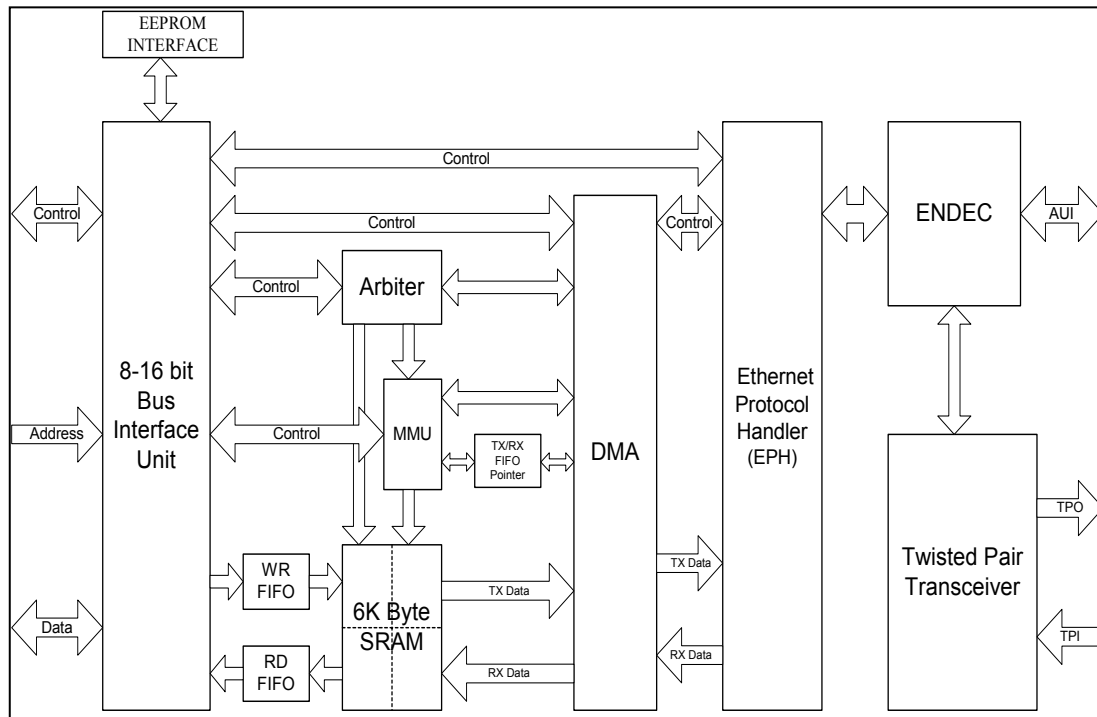 EEPROM
INTERFACE
Control
Control
Control
Control
Control
AUI
ENDEC
Arbiter
8-16 bit
Bus
Interface
Unit
Address
Control
MMU
TX/RX
FIFO
Pointer
DMA
Ethernet
Protocol
Handler
(EPH)
WR
FIFO
RD
FIFO
Data
6K Byte
SRAM
TX Data
RX Data
TX Data
RX Data
Twisted Pair
Transceiver
TPO
TPI